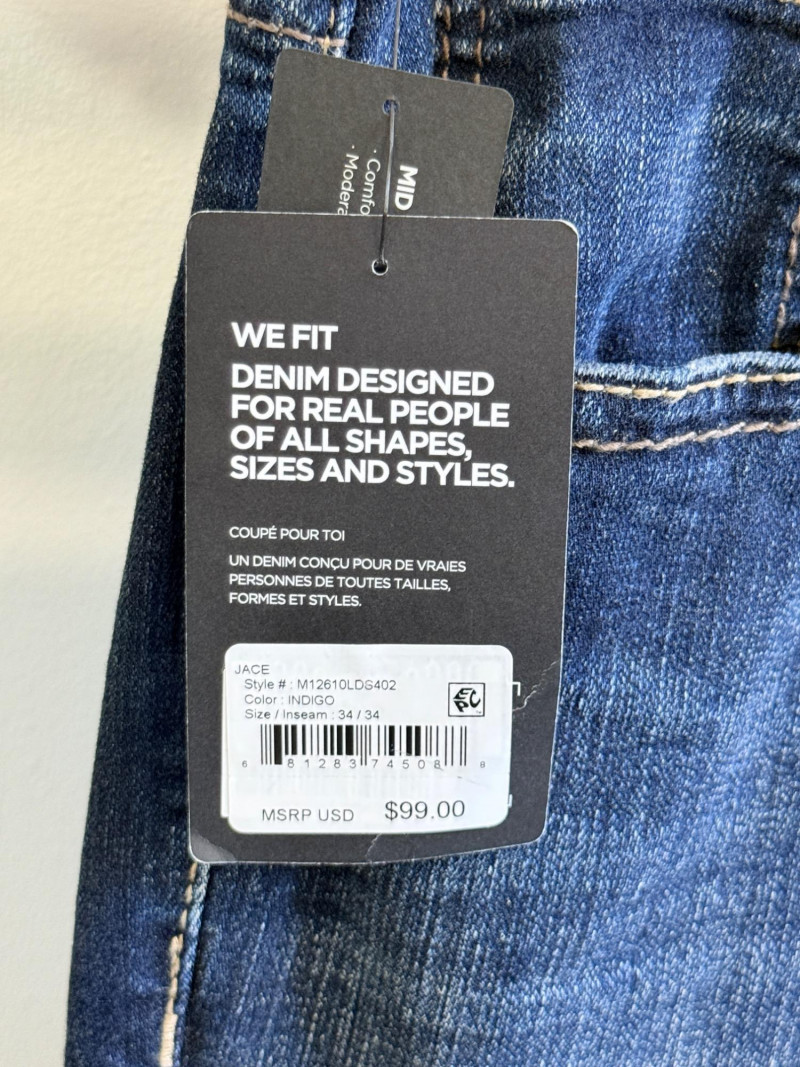 MID
· Comfo
· Modera
WE FIT
DENIM DESIGNED
FOR REAL PEOPLE
OF ALL SHAPES,
SIZES AND STYLES.
COUPÉ POUR TOI
UN DENIM CONÇU POUR DE VRAIES
PERSONNES DE TOUTES TAILLES,
FORMES ET STYLES.
JACE
Style # : M12610LDS402
Color : INDIGO
Size / Inseam : 34 / 34
EPC
6 81283 74508 8
MSRP USD $99.00